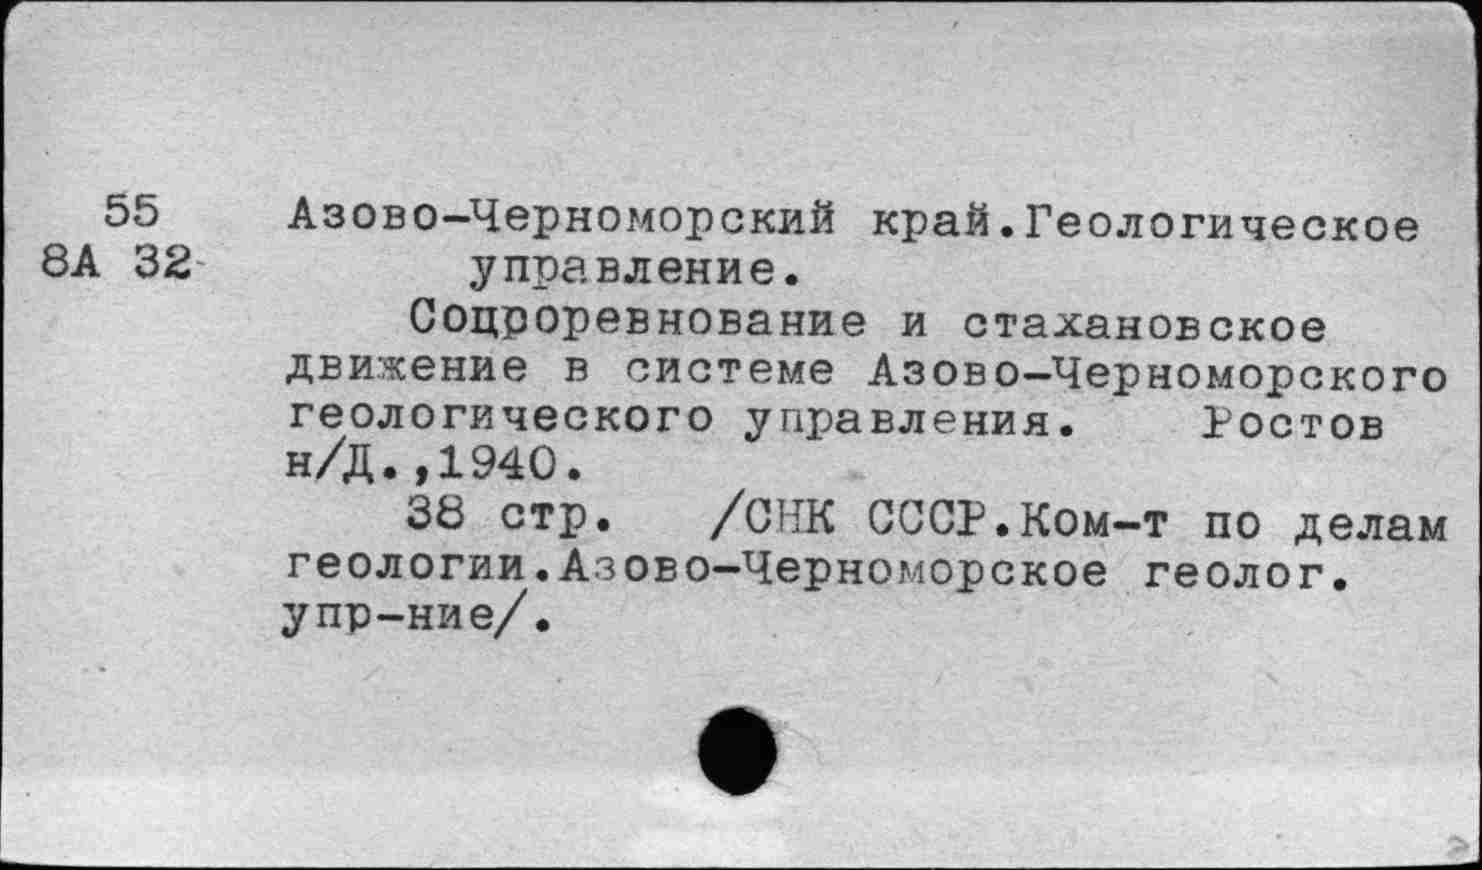 55 Азово-Черноморский край.Геологическое
8А 32 управление.
Соцроревнование и стахановское
движение в системе Азово-Черноморского
геологического управления. Ростов
н/Д.,1940.
38 стр. /СНК СССР.Ком-т по делам
геологии.Азово-Черноморское геолог.
упр-ние/.